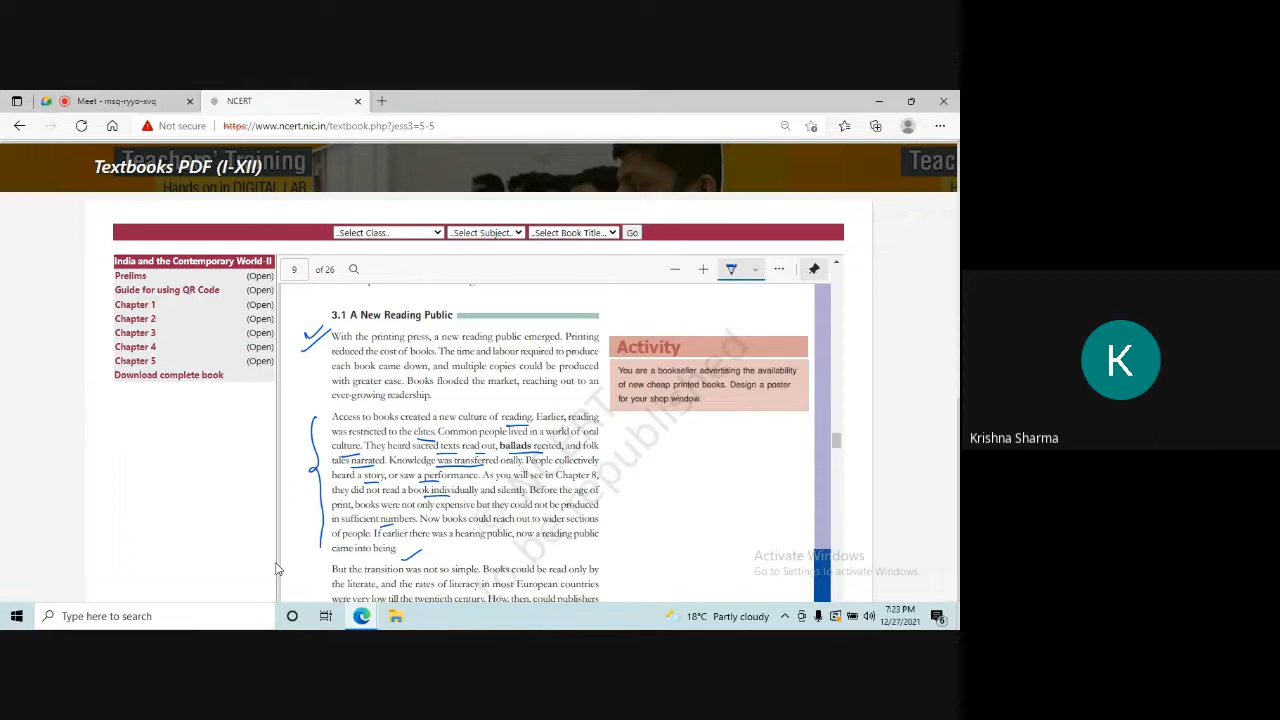 Meet - msq-ryyo-xvq
NCERT
Not secure
https://www.ncert.nic.in/textbook.php?jess3=5-5
Teachers' Training
Textbooks PDF (I-XII)
Hands on in DIGITAL LAB
Teac
HA
..Select Class..
..Select Subject..
..Select Book Title...
Go
India and the Contemporary World-II
Prelims (Open)
Guide for using QR Code (Open)
Chapter 1 (Open)
Chapter 2 (Open)
Chapter 3 (Open)
Chapter 4 (Open)
Chapter 5 (Open)
Download complete book
9 of 26
3.1 A New Reading Public
With the printing press, a new reading public emerged. Printing
reduced the cost of books. The time and labour required to produce
each book came down, and multiple copies could be produced
with greater ease. Books flooded the market, reaching out to an
ever-growing readership.
Access to books created a new culture of reading. Earlier, reading
was restricted to the elites. Common people lived in a world of oral
culture. They heard sacred texts read out, ballads recited, and folk
tales narrated. Knowledge was transferred orally. People collectively
heard a story, or saw a performance. As you will see in Chapter 8,
they did not read a book individually and silently. Before the age of
print, books were not only expensive but they could not be produced
in sufficient numbers. Now books could reach out to wider sections
of people. If earlier there was a hearing public, now a reading public
came into being
But the transition was not so simple. Books could be read only by
the literate, and the rates of literacy in most European countries
were very low till the twentieth century. How, then, could publishers
Activity
You are a bookseller advertising the availability
of new cheap printed books. Design a poster
for your shop window.
© NCERT
to be republished
Activate Windows
Go to Settings to activate Windows.
Type here to search
18°C Partly cloudy
7:23 PM
12/27/2021
6
K
Krishna Sharma